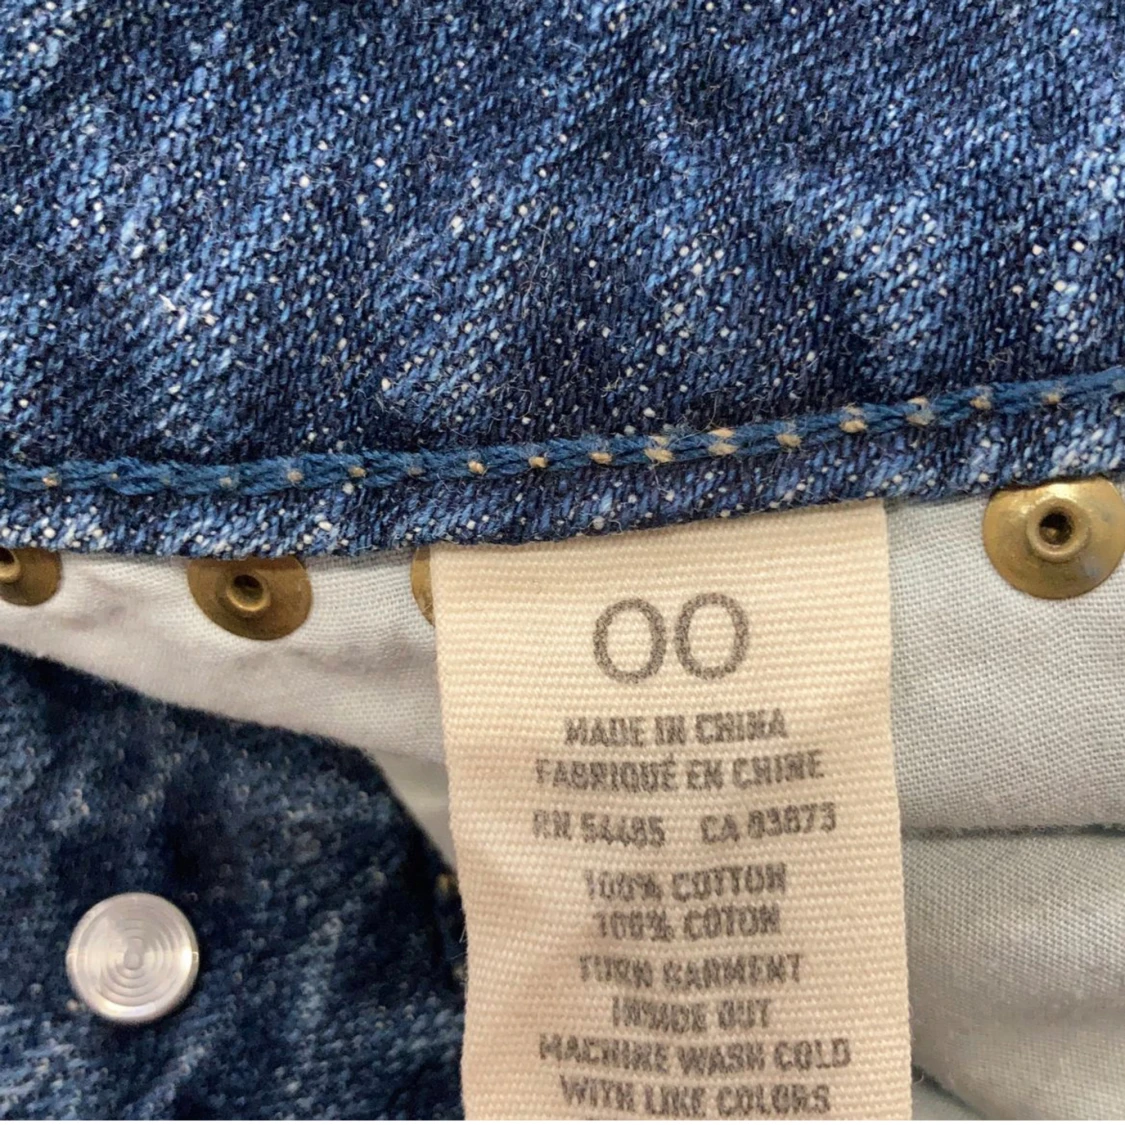 00
MADE IN CHINA
FABRIQUÉ EN CHINE
RN 54485 CA 03873
100% COTTON
100% COTON
TURN GARMENT
INSIDE OUT
MACHINE WASH COLD
WITH LIKE COLORS